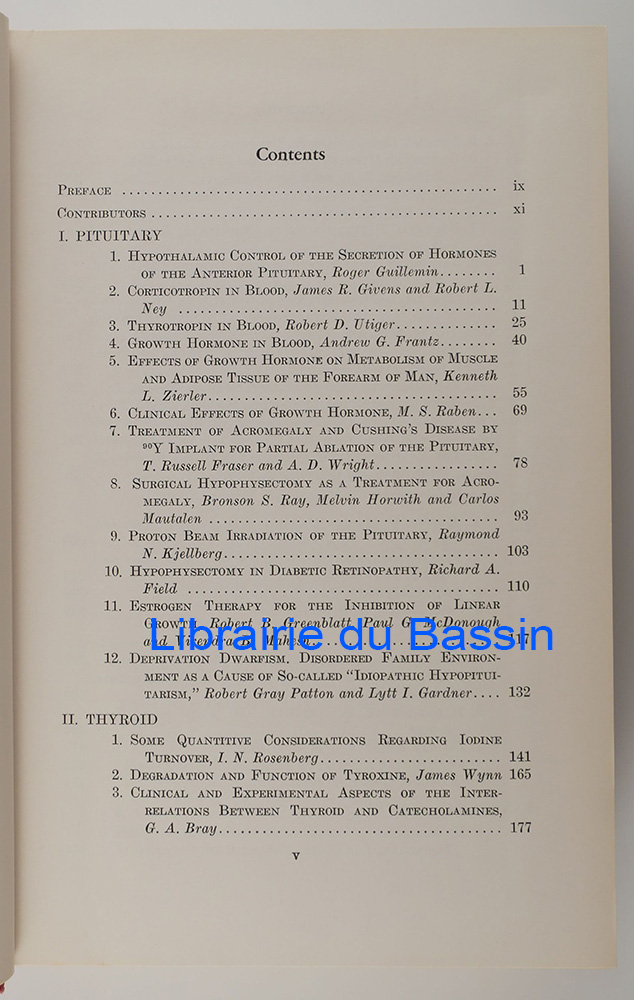 Contents
PREFACE ix
CONTRIBUTORS xi
I. PITUITARY
1. HYPOTHALAMIC CONTROL OF THE SECRETION OF HORMONES
OF THE ANTERIOR PITUITARY, Roger Guillemin 1
2. CORTICOTROPIN IN BLOOD, James R. Givens and Robert L.
Ney 11
3. THYROTROPIN IN BLOOD, Robert D. Utiger 25
4. GROWTH HORMONE IN BLOOD, Andrew G. Frantz 40
5. EFFECTS OF GROWTH HORMONE ON METABOLISM OF MUSCLE
AND ADIPOSE TISSUE OF THE FOREARM OF MAN, Kenneth
L. Zierler 55
6. CLINICAL EFFECTS OF GROWTH HORMONE, M. S. Raben 69
7. TREATMENT OF ACROMEGALY AND CUSHING'S DISEASE BY
⁹⁰Y IMPLANT FOR PARTIAL ABLATION OF THE PITUITARY,
T. Russell Fraser and A. D. Wright 78
8. SURGICAL HYPOPHYSECTOMY AS A TREATMENT FOR ACRO-
MEGALY, Bronson S. Ray, Melvin Horwith and Carlos
Mautalen 93
9. PROTON BEAM IRRADIATION OF THE PITUITARY, Raymond
N. Kjellberg 103
10. HYPOPHYSECTOMY IN DIABETIC RETINOPATHY, Richard A.
Field 110
11. ESTROGEN THERAPY FOR THE INHIBITION OF LINEAR
GROWTH, Robert B. Greenblatt, Paul G. McDonough
and Virendra B. Mahesh 117
Librairie du Bassin
12. DEPRIVATION DWARFISM. DISORDERED FAMILY ENVIRON-
MENT AS A CAUSE OF SO-CALLED "IDIOPATHIC HYPOPITUI-
TARISM," Robert Gray Patton and Lytt I. Gardner 132
II. THYROID
1. SOME QUANTITIVE CONSIDERATIONS REGARDING IODINE
TURNOVER, I. N. Rosenberg 141
2. DEGRADATION AND FUNCTION OF TYROXINE, James Wynn 165
3. CLINICAL AND EXPERIMENTAL ASPECTS OF THE INTER-
RELATIONS BETWEEN THYROID AND CATECHOLAMINES,
G. A. Bray 177
v